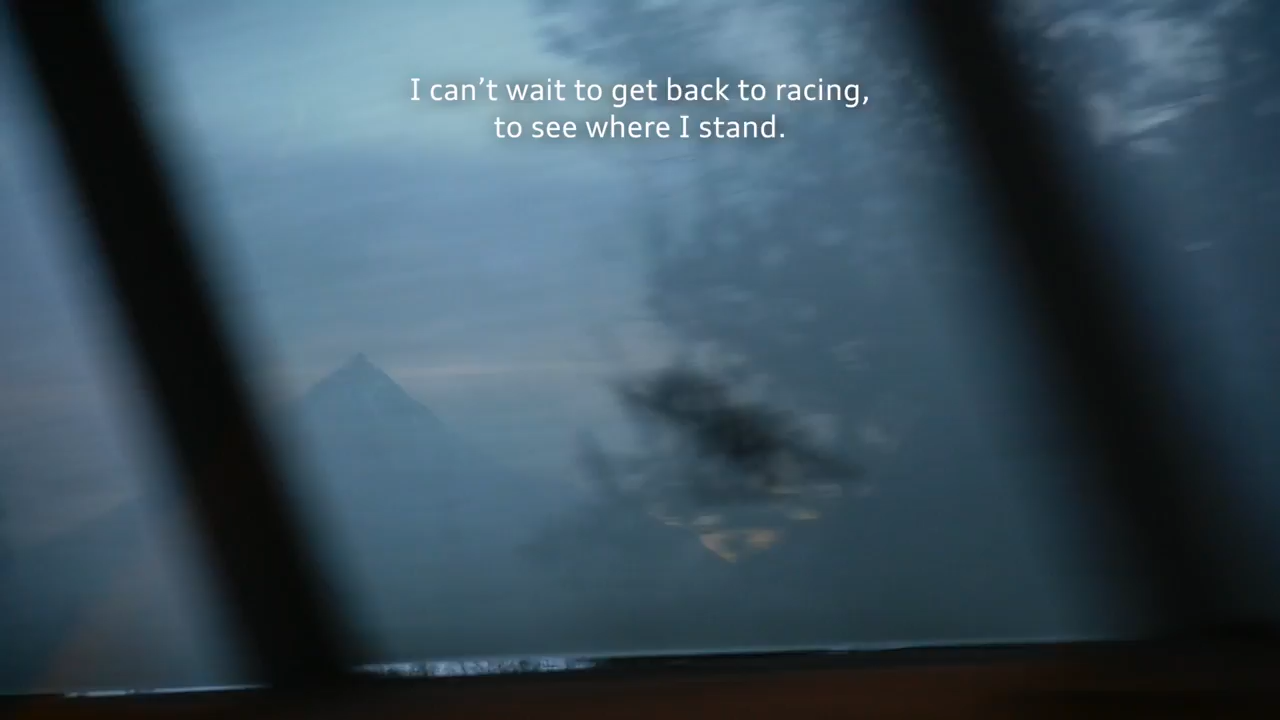 I can’t wait to get back to racing,
to see where I stand.